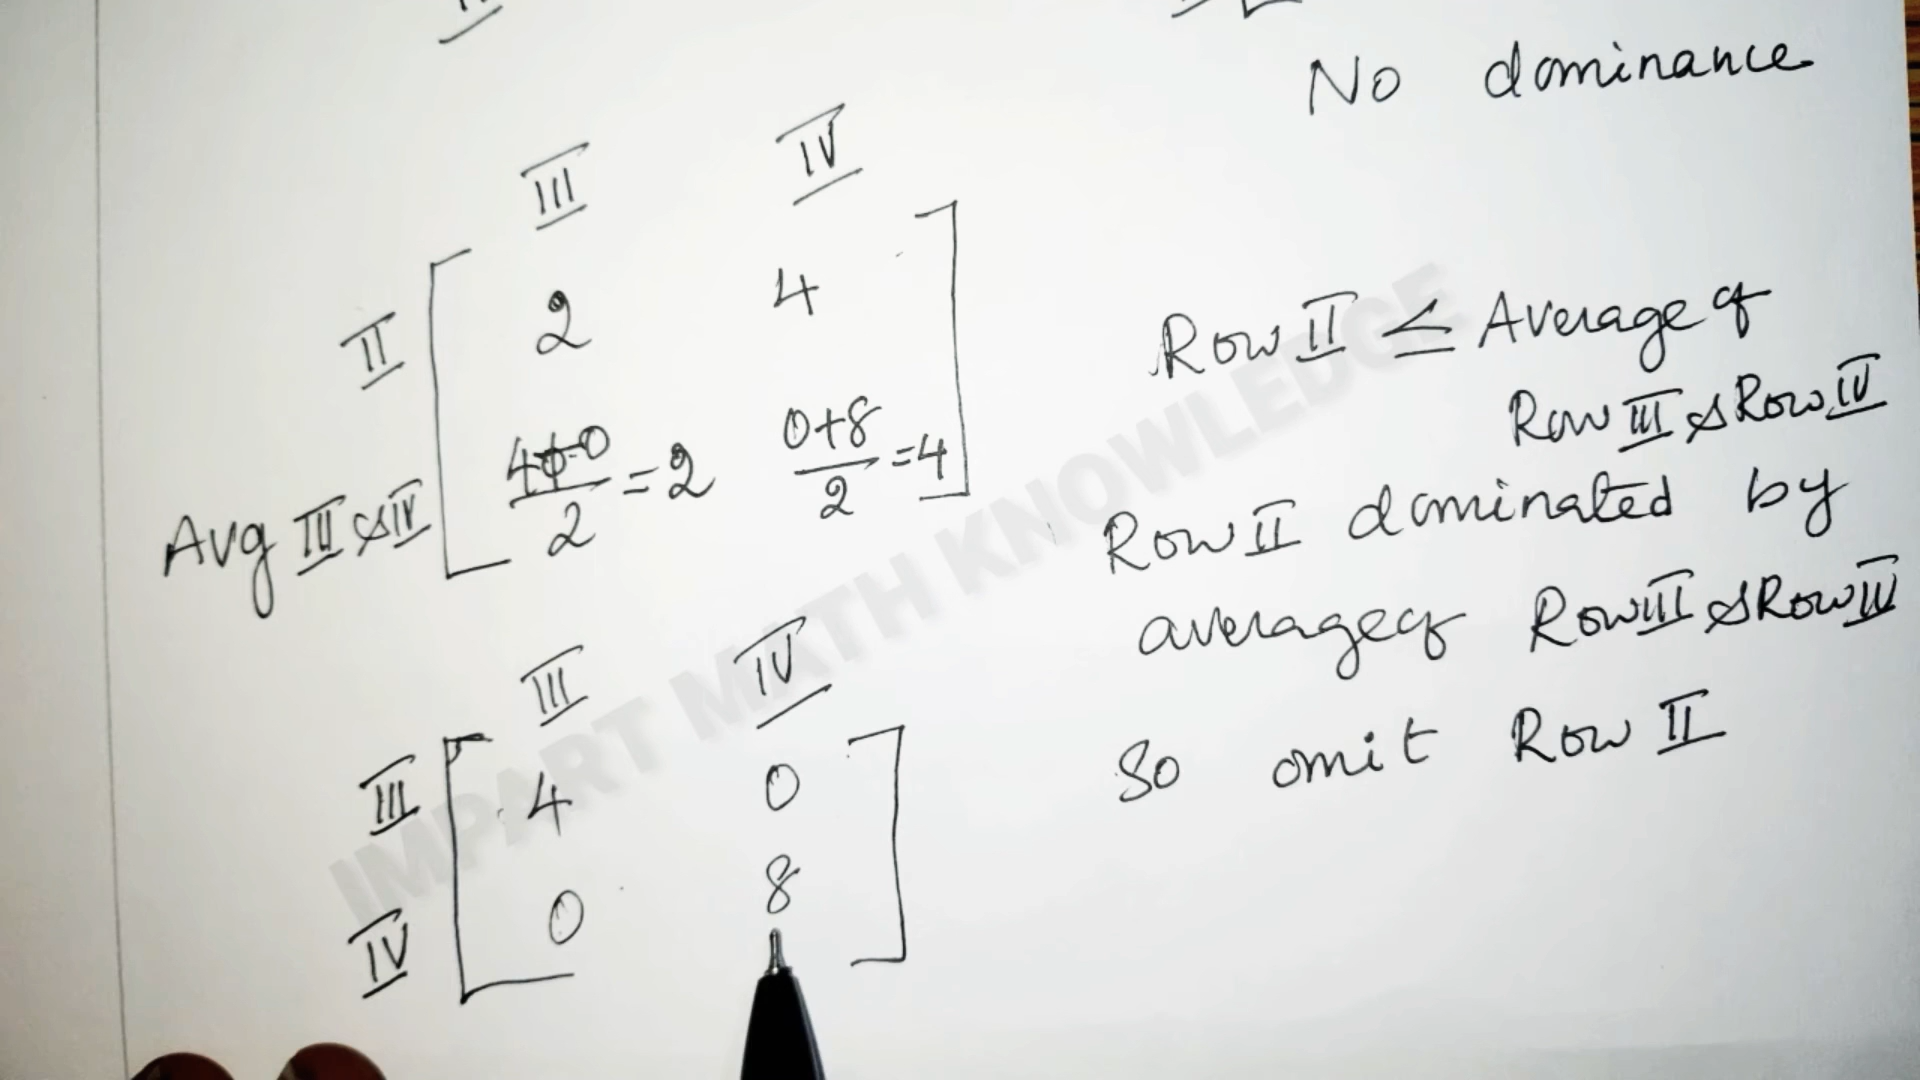 No dominance
III IV
II 2 4
Avg III & IV 4+0/2 = 2 0+8/2 = 4
Row II ≤ Average of
Row III & Row IV
Row II dominated by
average of Row III & Row IV
So omit Row II
III IV
III 4 0
IV 0 8
IMPART MATH KNOWLEDGE